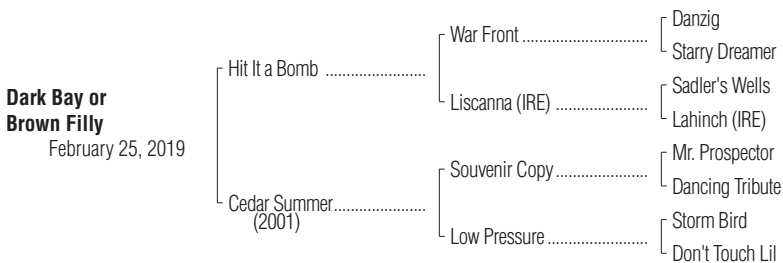 Dark Bay or
Brown Filly
February 25, 2019
Hit It a Bomb ........................
Cedar Summer......................
(2001)
War Front ..............................
Liscanna (IRE) ......................
Souvenir Copy......................
Low Pressure ........................
Danzig
Starry Dreamer
Sadler's Wells
Lahinch (IRE)
Mr. Prospector
Dancing Tribute
Storm Bird
Don't Touch Lil